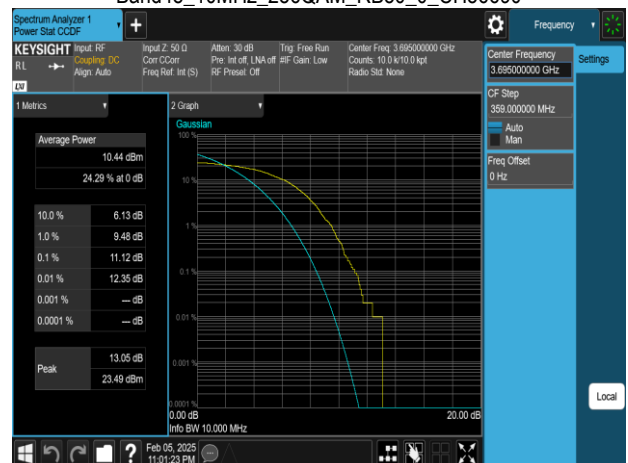 Spectrum Analyzer 1
Power Stat CCDF
Frequency
KEYSIGHT
RL
Input: RF
Coupling: DC
Align: Auto
Input Z: 50 Ω
Corr CCorr
Freq Ref: Int (S)
Atten: 30 dB
Pre: Int off, LNA off
RF Preset: Off
Trig: Free Run
#IF Gain: Low
Center Freq: 3.695000000 GHz
Counts: 10.0 k/10.0 kpt
Radio Std: None
LXI
1 Metrics
Average Power
10.44 dBm
24.29 % at 0 dB
10.0 % 6.13 dB
1.0 % 9.48 dB
0.1 % 11.12 dB
0.01 % 12.35 dB
0.001 % --- dB
0.0001 % --- dB
Peak
13.05 dB
23.49 dBm
2 Graph
Gaussian
100 %
10 %
1 %
0.1 %
0.01 %
0.001 %
0.0001 %
0.00 dB
20.00 dB
Info BW 10.000 MHz
Center Frequency
3.695000000 GHz
Settings
CF Step
359.000000 MHz
Auto
Man
Freq Offset
0 Hz
Local
?
Feb 05, 2025
11:01:23 PM